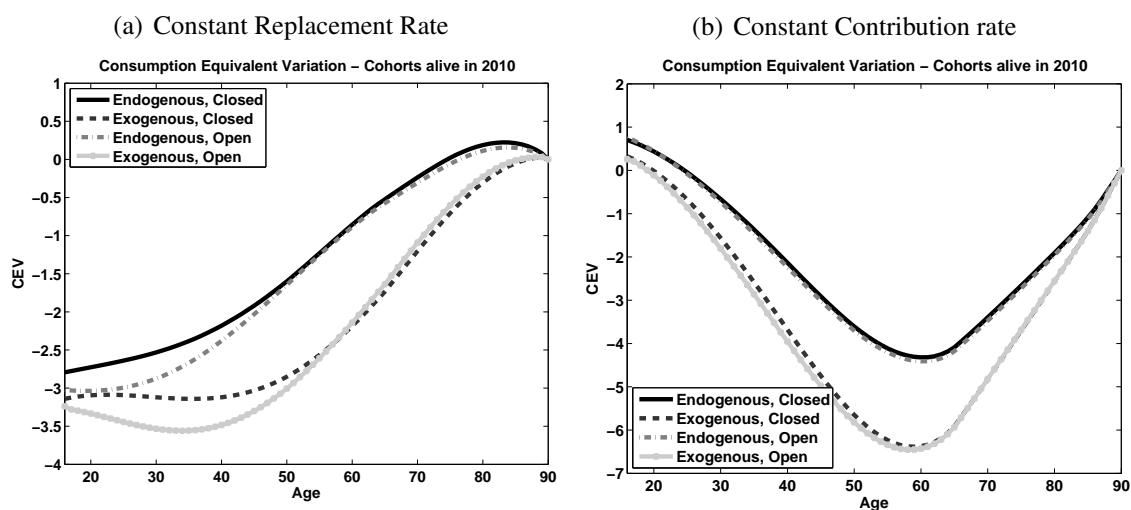 (a) Constant Replacement Rate
Consumption Equivalent Variation – Cohorts alive in 2010
1
0.5
0
−0.5
−1
−1.5
−2
−2.5
−3
−3.5
−4
CEV
Endogenous, Closed
Exogenous, Closed
Endogenous, Open
Exogenous, Open
20 30 40 50 60 70 80 90
Age
(b) Constant Contribution rate
Consumption Equivalent Variation – Cohorts alive in 2010
2
1
0
−1
−2
−3
−4
−5
−6
−7
CEV
Endogenous, Closed
Exogenous, Closed
Endogenous, Open
Exogenous, Open
20 30 40 50 60 70 80 90
Age